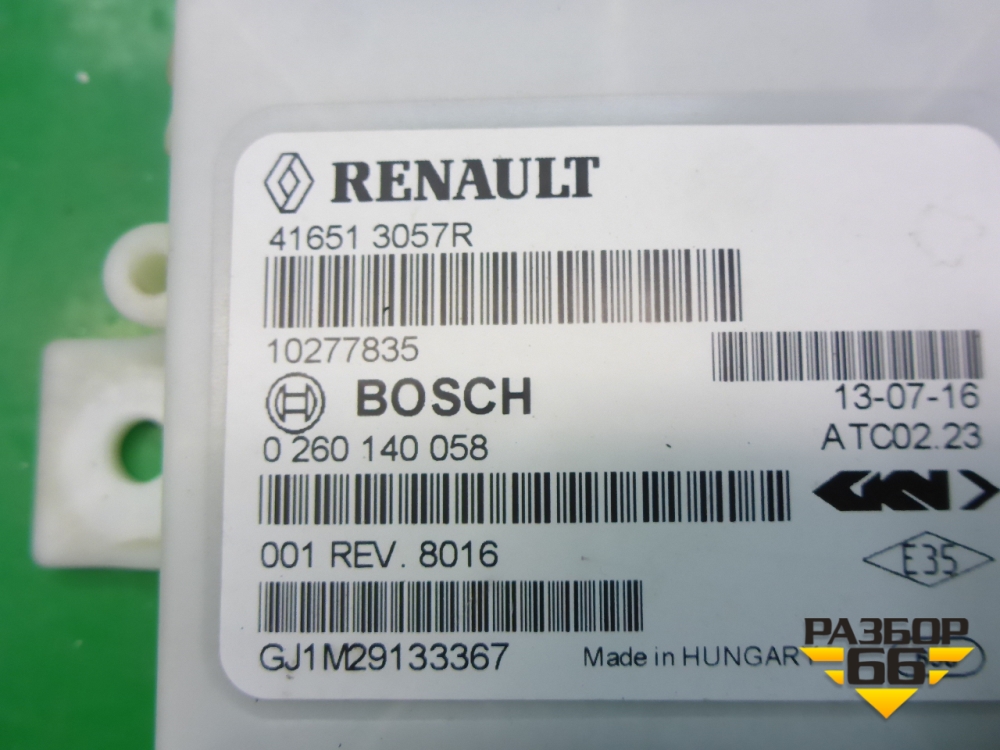 RENAULT
41651 3057R
10277835
BOSCH
13-07-16
0 260 140 058
ATC02.23
GKN
001 REV. 8016
E35
GJ1M29133367
Made in HUNGARY
РАЗБОР
66